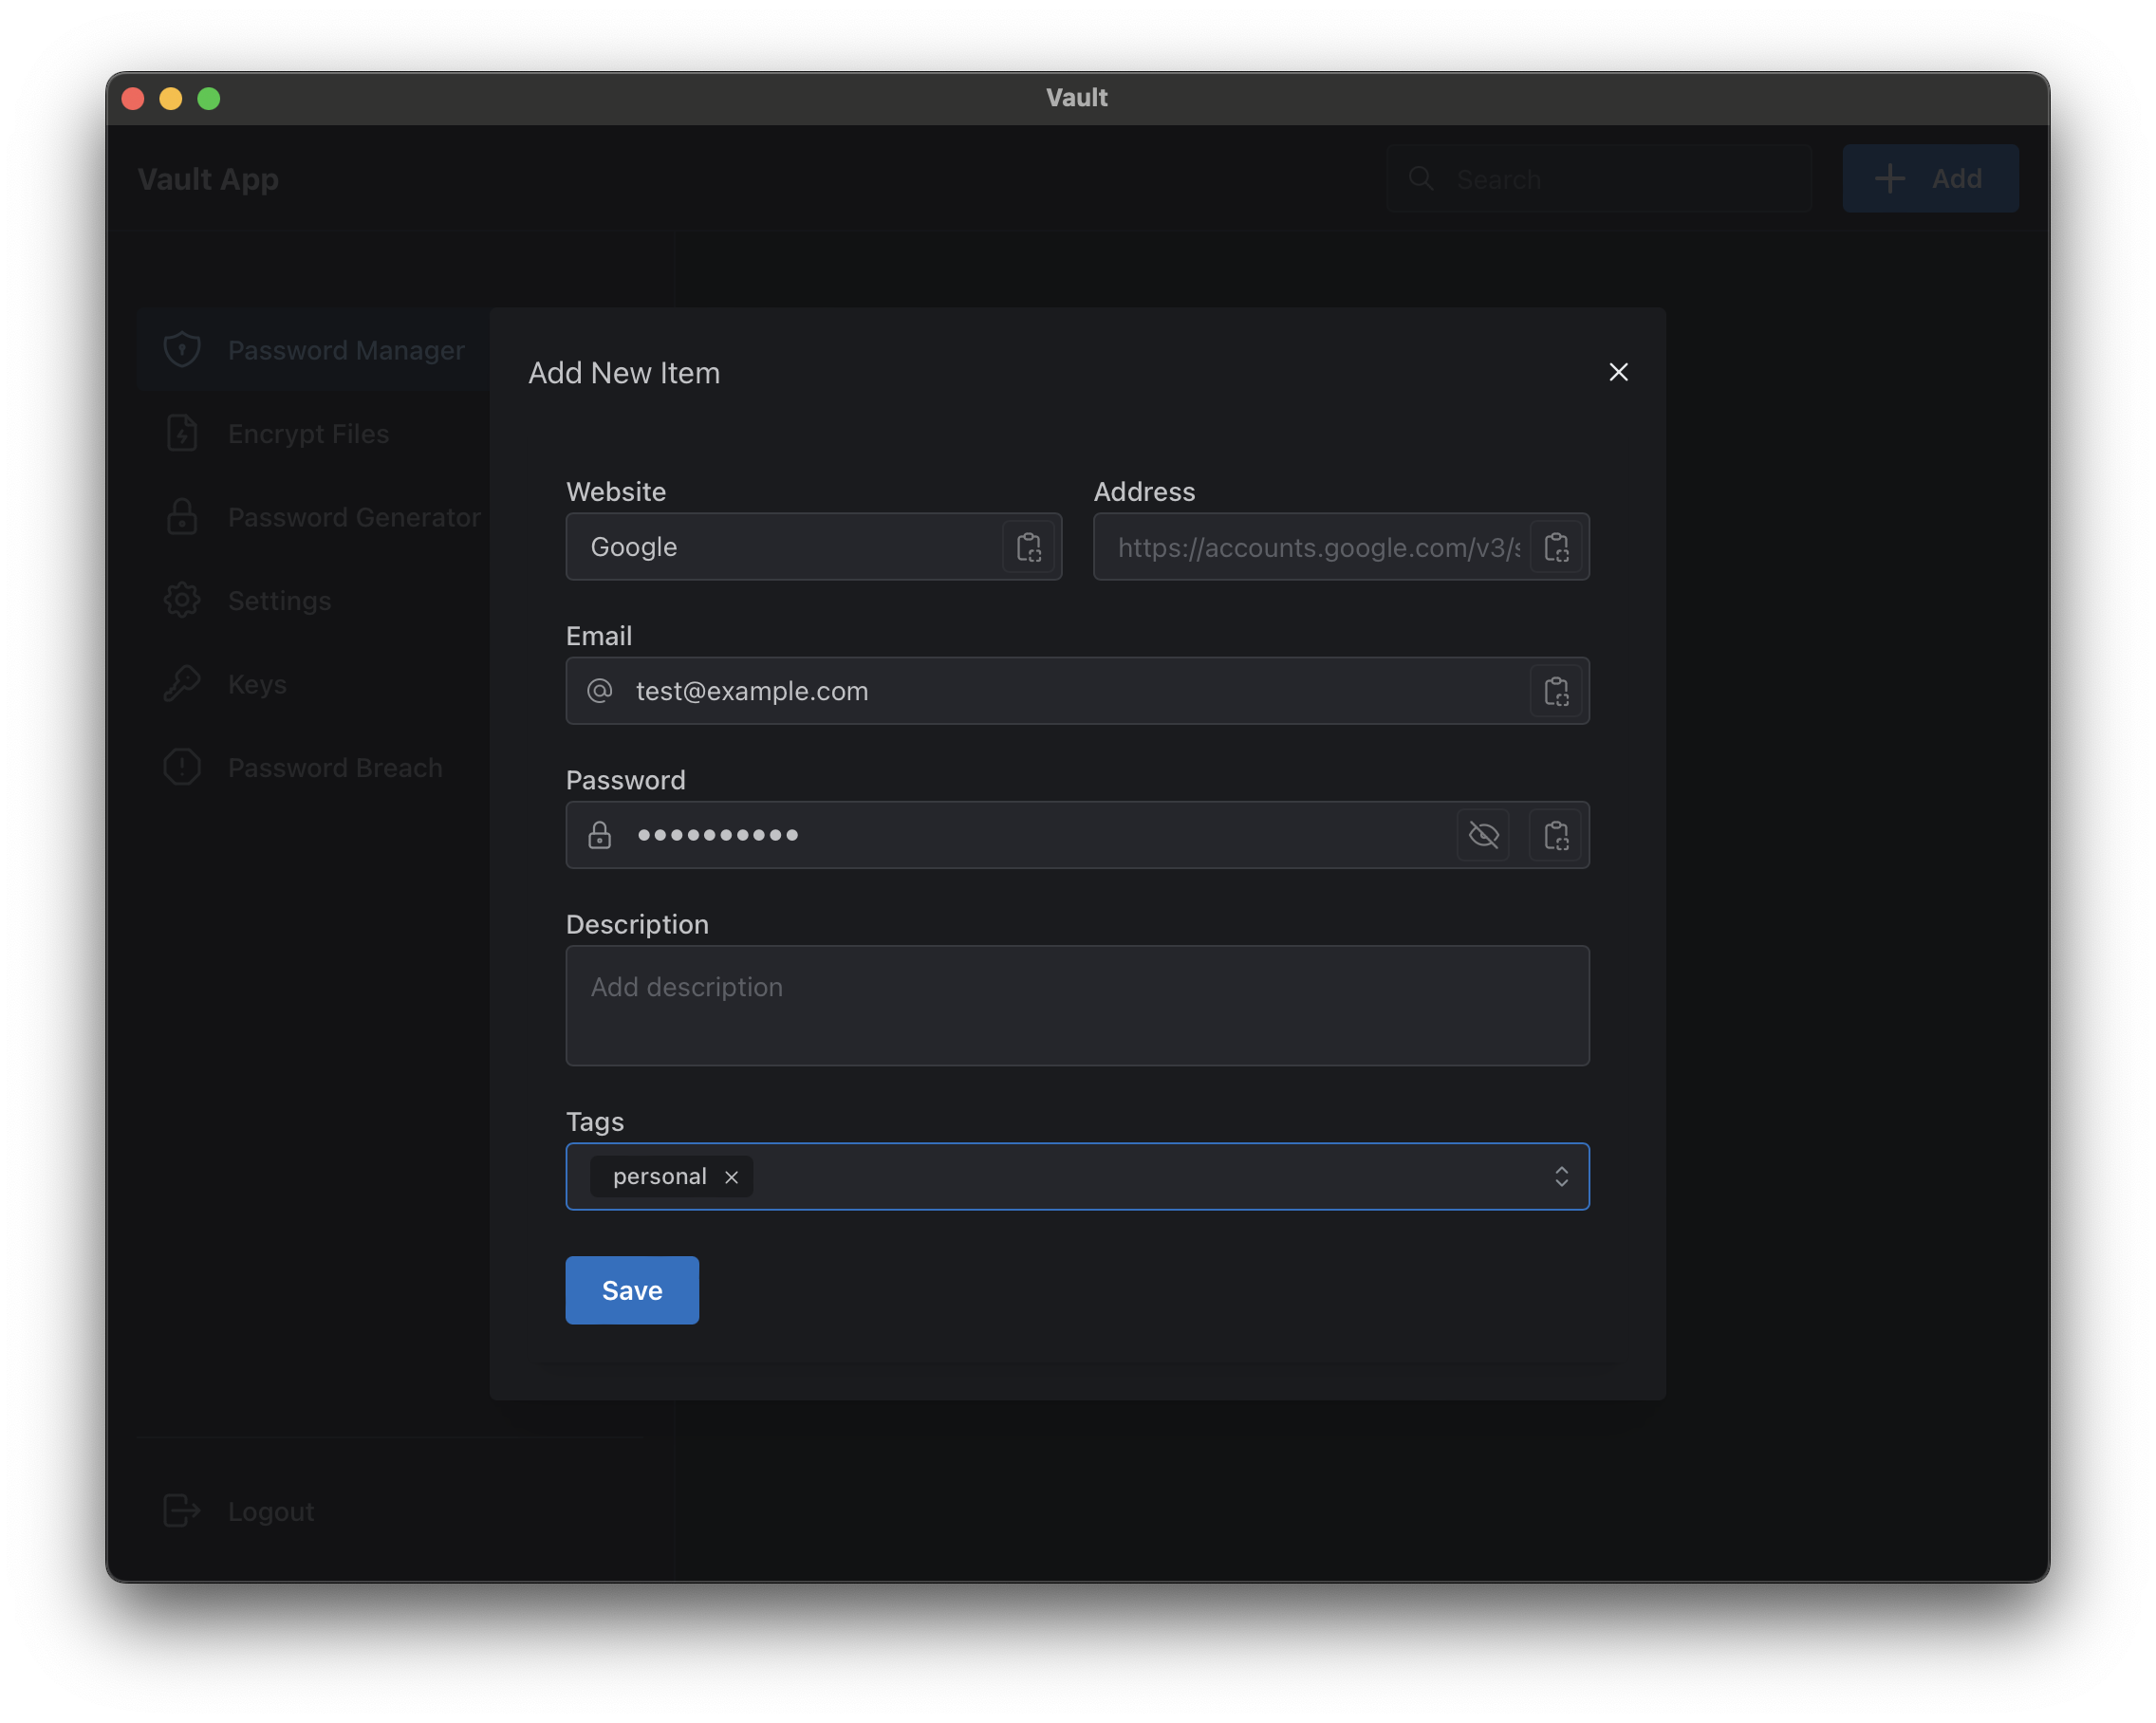 Vault
Vault App
Search
Add
Password Manager
Encrypt Files
Password Generator
Settings
Keys
Password Breach
Logout
Add New Item
Website
Address
Google
https://accounts.google.com/v3/s
Email
test@example.com
Password
Description
Add description
Tags
personal
Save